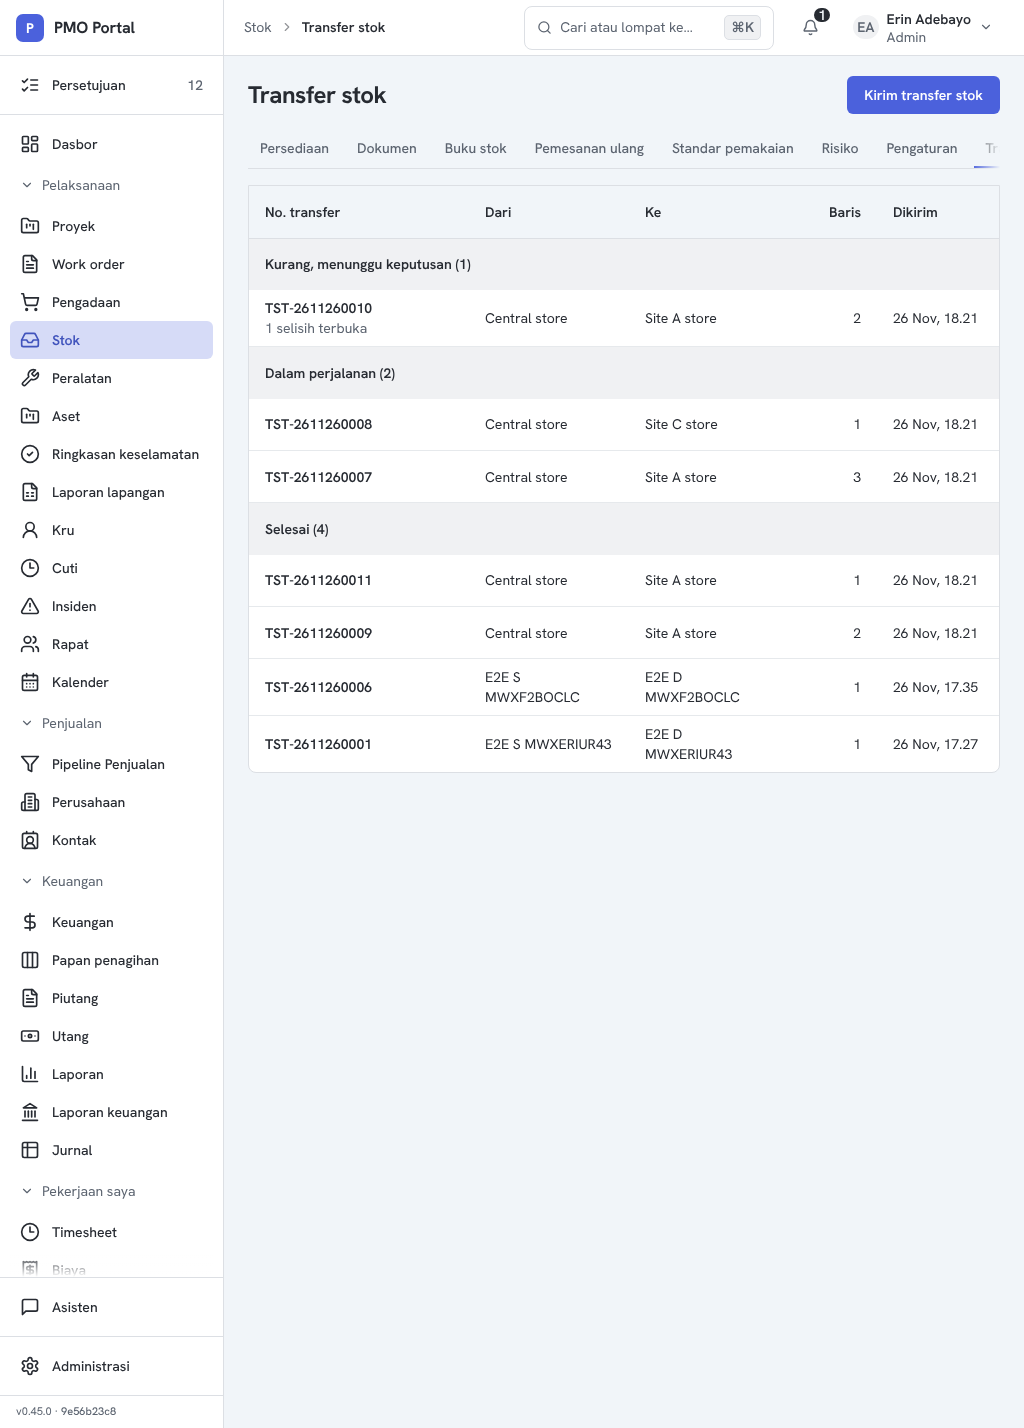 P PMO Portal
Stok > Transfer stok
Cari atau lompat ke... ⌘K
1
EA Erin Adebayo
Admin
Persetujuan 12
Dasbor
Pelaksanaan
Proyek
Work order
Pengadaan
Stok
Peralatan
Aset
Ringkasan keselamatan
Laporan lapangan
Kru
Cuti
Insiden
Rapat
Kalender
Penjualan
Pipeline Penjualan
Perusahaan
Kontak
Keuangan
Keuangan
Papan penagihan
Piutang
Utang
Laporan
Laporan keuangan
Jurnal
Pekerjaan saya
Timesheet
Biaya
Asisten
Administrasi
v0.45.0 · 9e56b23c8
Transfer stok
Kirim transfer stok
Persediaan Dokumen Buku stok Pemesanan ulang Standar pemakaian Risiko Pengaturan Tr
No. transfer Dari Ke Baris Dikirim
Kurang, menunggu keputusan (1)
TST-2611260010 Central store Site A store 2 26 Nov, 18.21
1 selisih terbuka
Dalam perjalanan (2)
TST-2611260008 Central store Site C store 1 26 Nov, 18.21
TST-2611260007 Central store Site A store 3 26 Nov, 18.21
Selesai (4)
TST-2611260011 Central store Site A store 1 26 Nov, 18.21
TST-2611260009 Central store Site A store 2 26 Nov, 18.21
TST-2611260006 E2E S MWXF2BOCLC E2E D MWXF2BOCLC 1 26 Nov, 17.35
TST-2611260001 E2E S MWXERIUR43 E2E D MWXERIUR43 1 26 Nov, 17.27